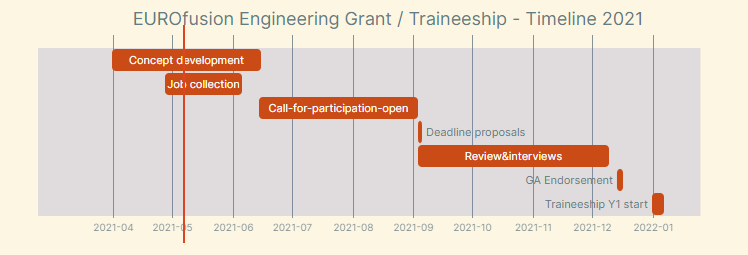 EUROfusion Engineering Grant / Traineeship - Timeline 2021
Concept development
Job collection
Call-for-participation-open
Deadline proposals
Review&interviews
GA Endorsement
Traineeship Y1 start
2021-04 2021-05 2021-06 2021-07 2021-08 2021-09 2021-10 2021-11 2021-12 2022-01